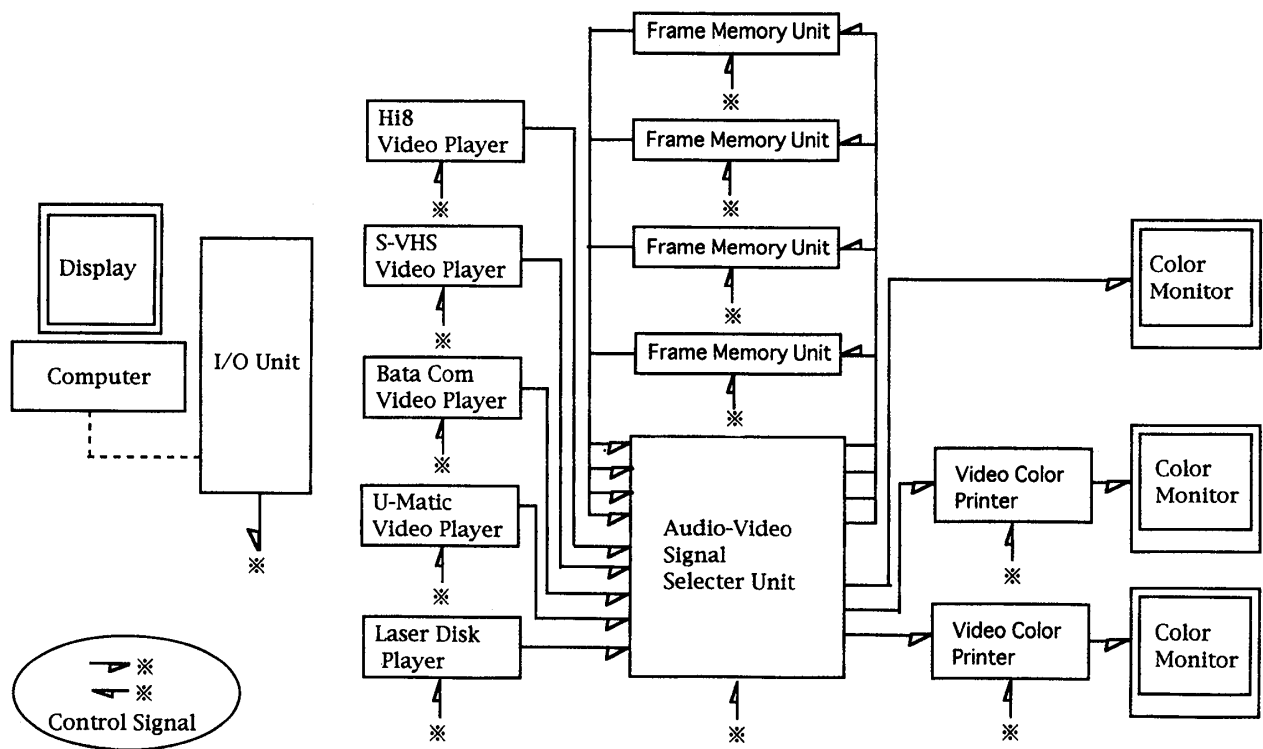 Frame Memory Unit
※
Hi8
Video Player
※
Frame Memory Unit
※
S-VHS
Video Player
※
Frame Memory Unit
※
Display
Computer
I/O Unit
※
Bata Com
Video Player
※
Frame Memory Unit
※
U-Matic
Video Player
※
Laser Disk
Player
※
Audio-Video
Signal
Selecter Unit
※
Color
Monitor
Video Color
Printer
※
Color
Monitor
Video Color
Printer
※
Color
Monitor
※
※
Control Signal